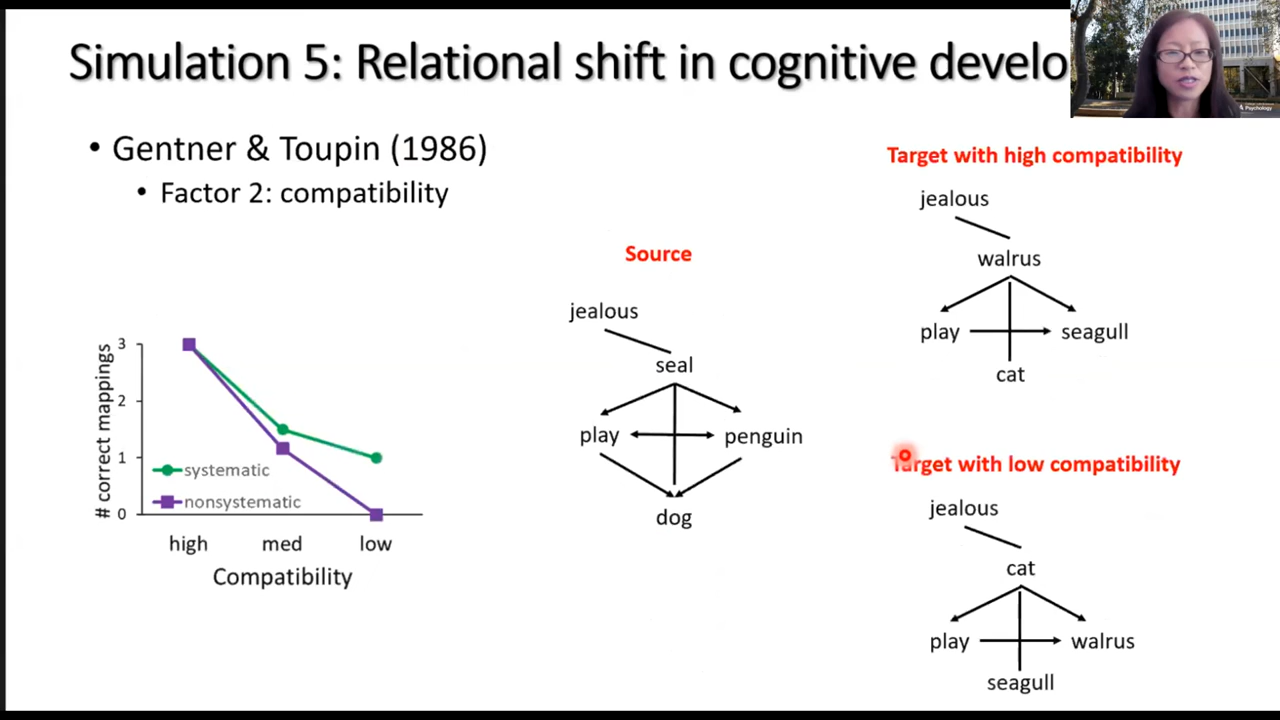 Simulation 5: Relational shift in cognitive develo
A Psychology
• Gentner & Toupin (1986)
• Factor 2: compatibility
Source
jealous
seal
play
penguin
dog
Target with high compatibility
jealous
walrus
play
seagull
cat
Target with low compatibility
jealous
cat
play
walrus
seagull
# correct mappings
3
2
1
0
systematic
nonsystematic
high
med
low
Compatibility